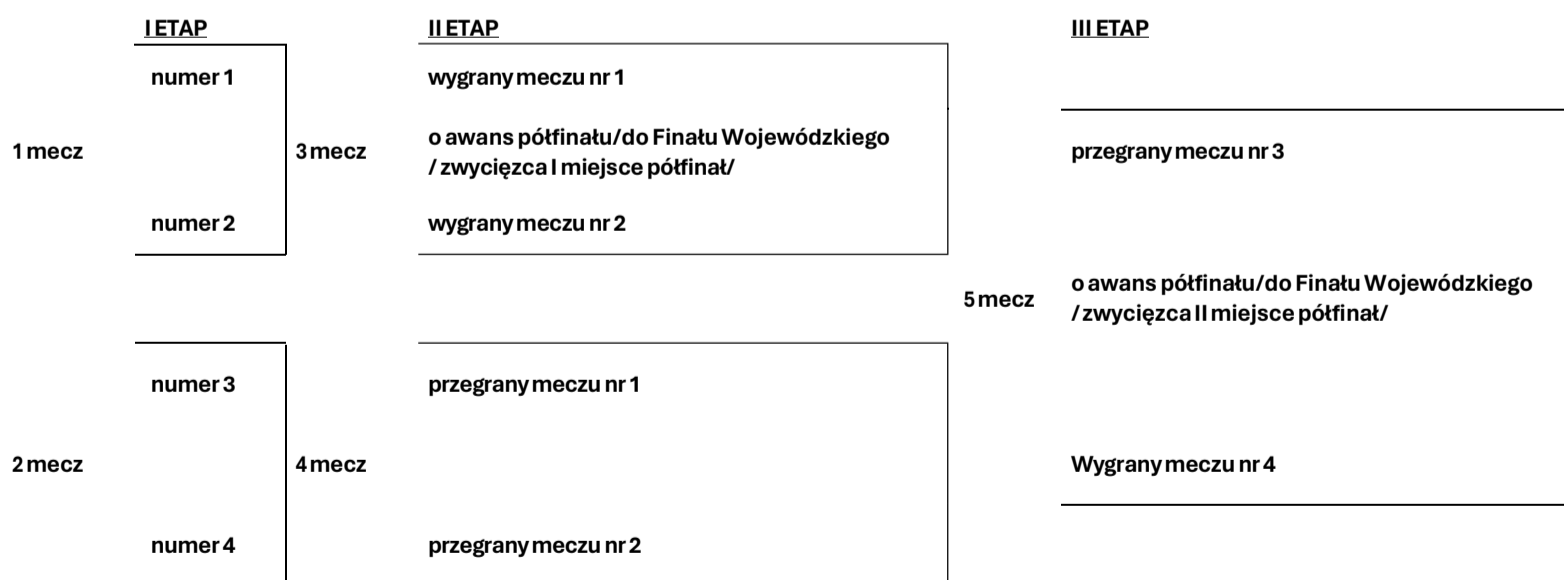 I ETAP II ETAP III ETAP
numer 1 wygrany meczu nr 1
1 mecz 3 mecz o awans półfinału/do Finału Wojewódzkiego
/ zwycięzca I miejsce półfinał/ przegrany meczu nr 3
numer 2 wygrany meczu nr 2
5 mecz o awans półfinału/do Finału Wojewódzkiego
/ zwycięzca II miejsce półfinał/
numer 3 przegrany meczu nr 1
2 mecz 4 mecz Wygrany meczu nr 4
numer 4 przegrany meczu nr 2